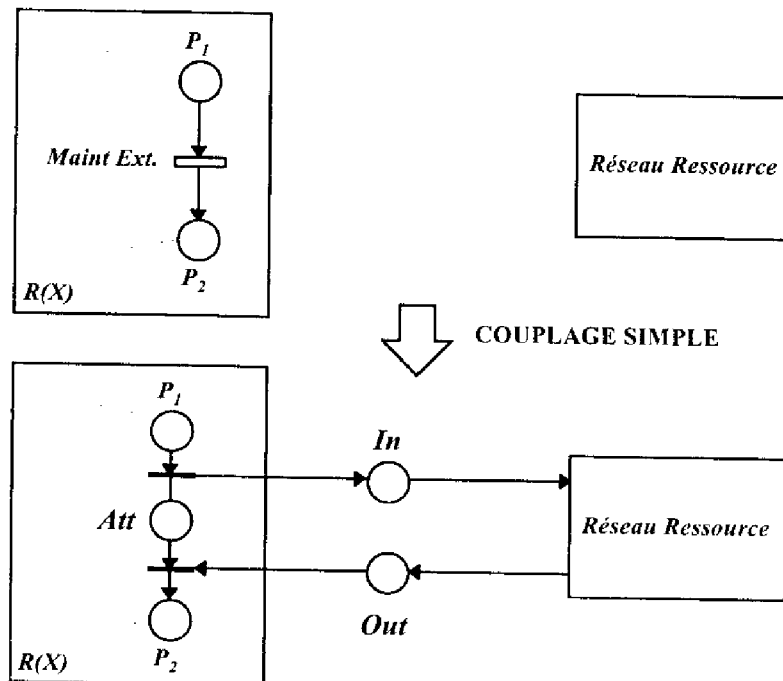 P1
Maint Ext.
P2
R(X)
Réseau Ressource
COUPLAGE SIMPLE
P1
In
Att
Réseau Ressource
Out
P2
R(X)